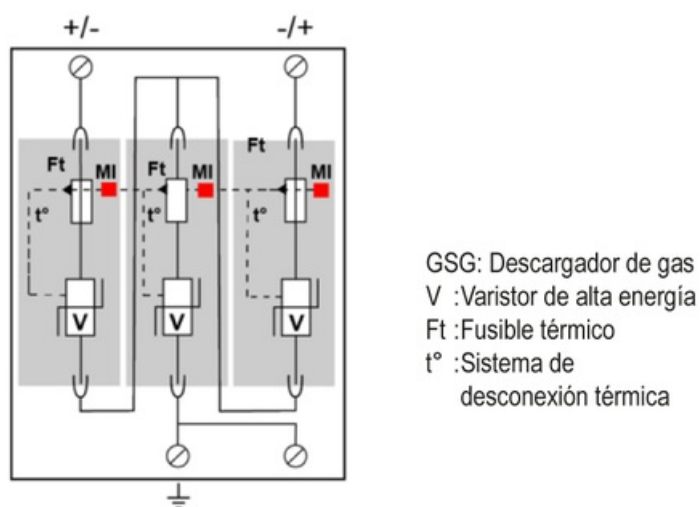 +/-
-/+
Ft
MI
Ft
MI
Ft
MI
t°
t°
t°
V
V
V
GSG: Descargador de gas
V :Varistor de alta energía
Ft :Fusible térmico
t° :Sistema de
desconexión térmica